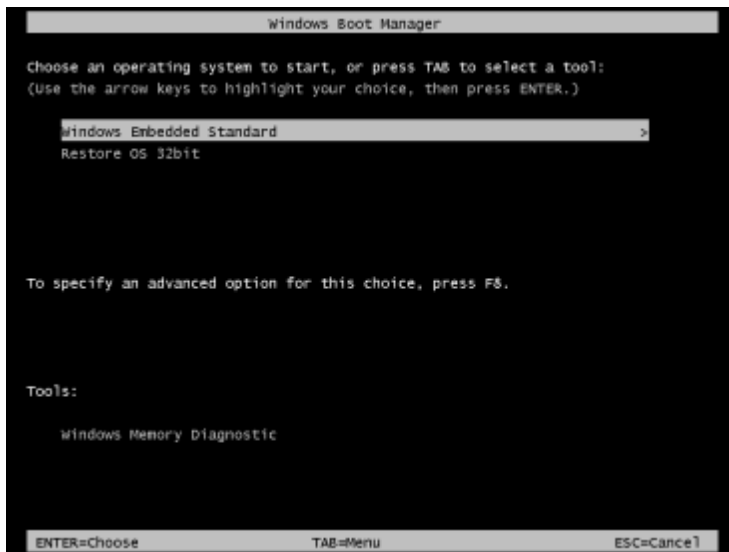 Windows Boot Manager
Choose an operating system to start, or press TAB to select a tool:
(Use the arrow keys to highlight your choice, then press ENTER.)
Windows Embedded Standard >
Restore OS 32bit
To specify an advanced option for this choice, press F8.
Tools:
Windows Memory Diagnostic
ENTER=Choose TAB=Menu ESC=Cancel